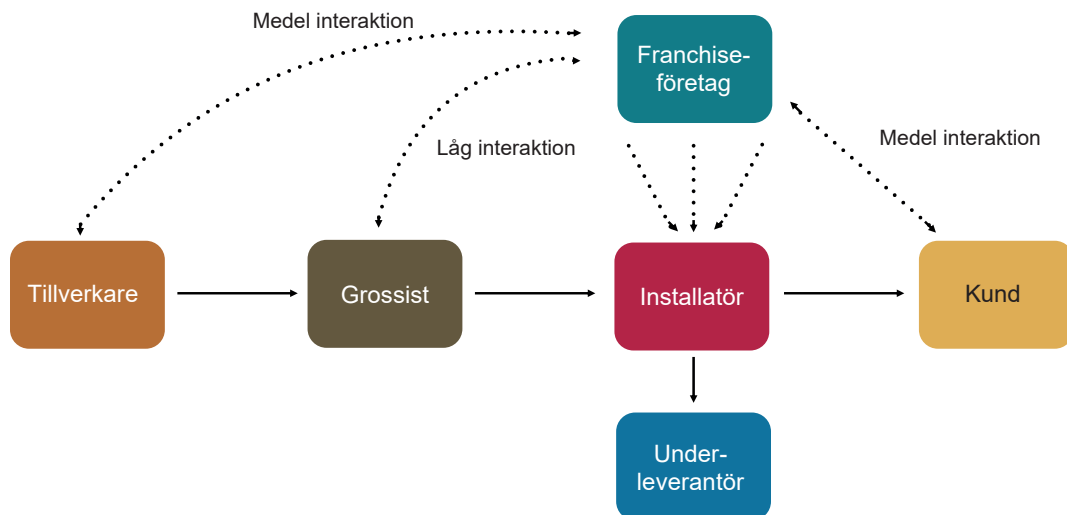 Medel interaktion
Franchise-
företag
Låg interaktion
Medel interaktion
Tillverkare
Grossist
Installatör
Kund
Under-
leverantör